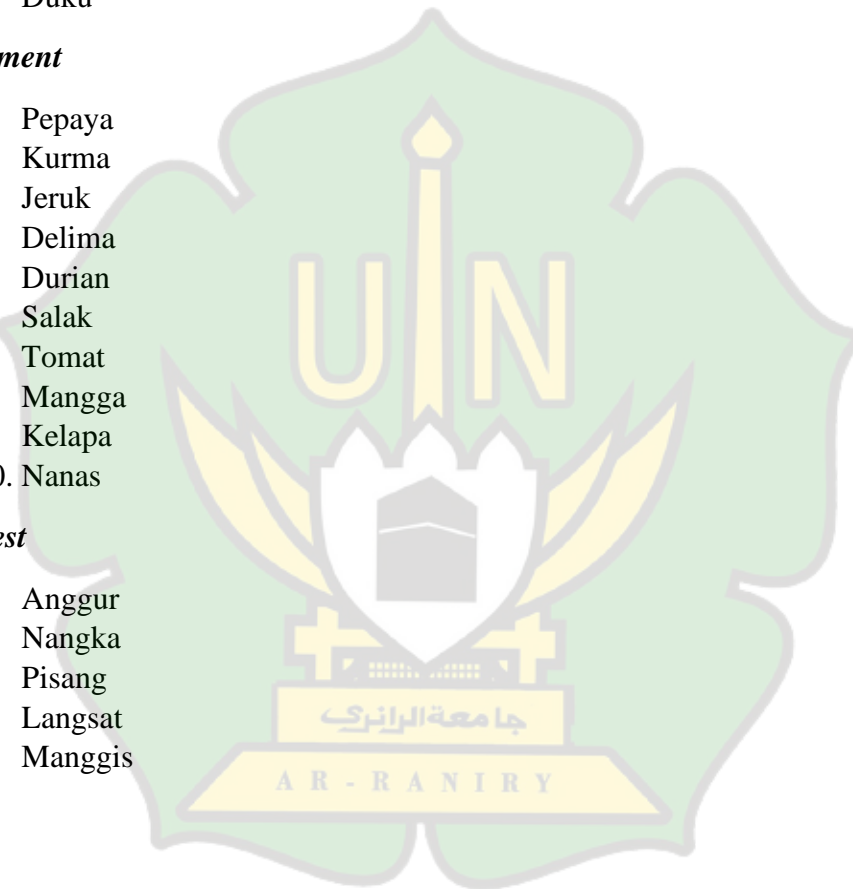 Duku
ment
Pepaya
Kurma
Jeruk
Delima
Durian
Salak
Tomat
Mangga
Kelapa
0. Nanas
est
Anggur
Nangka
Pisang
Langsat
Manggis
UIN
جامعة الرانري
AR-RANIRY